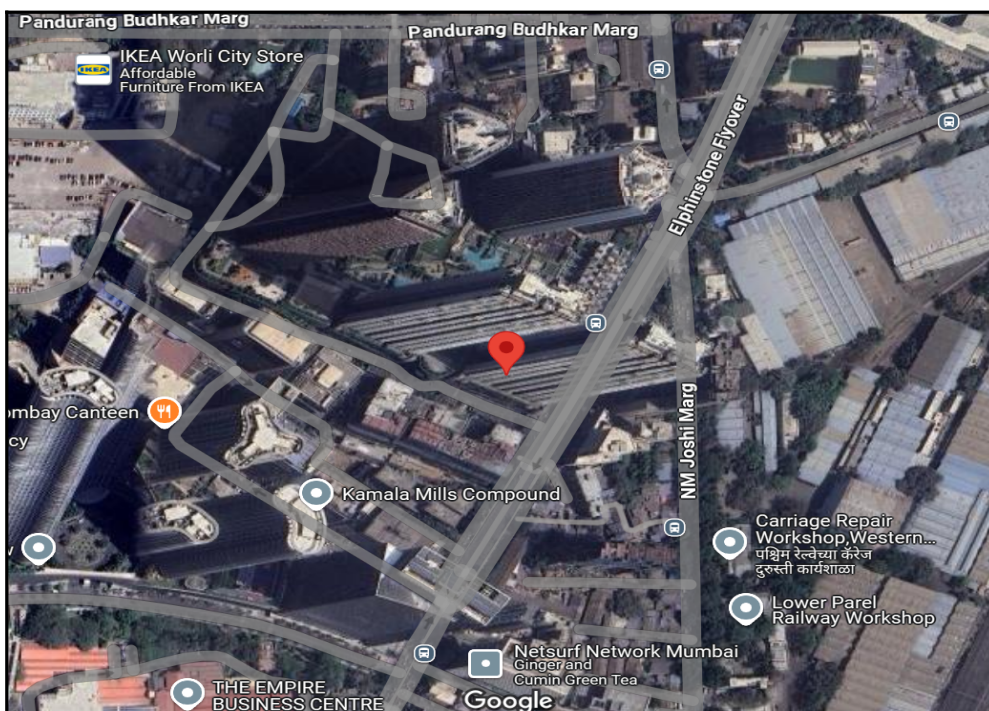 Pandurang Budhkar Marg
Pandurang Budhkar Marg
IKEA
IKEA Worli City Store
Affordable
Furniture From IKEA
Elphinstone Flyover
ombay Canteen
cy
NM Joshi Marg
Kamala Mills Compound
Carriage Repair
Workshop,Western...
पश्चिम रेल्वेच्या कॅरेज
दुरुस्ती कार्यशाळा
Lower Parel
Railway Workshop
Netsurf Network Mumbai
Ginger and
Cumin Green Tea
THE EMPIRE
BUSINESS CENTRE
Google